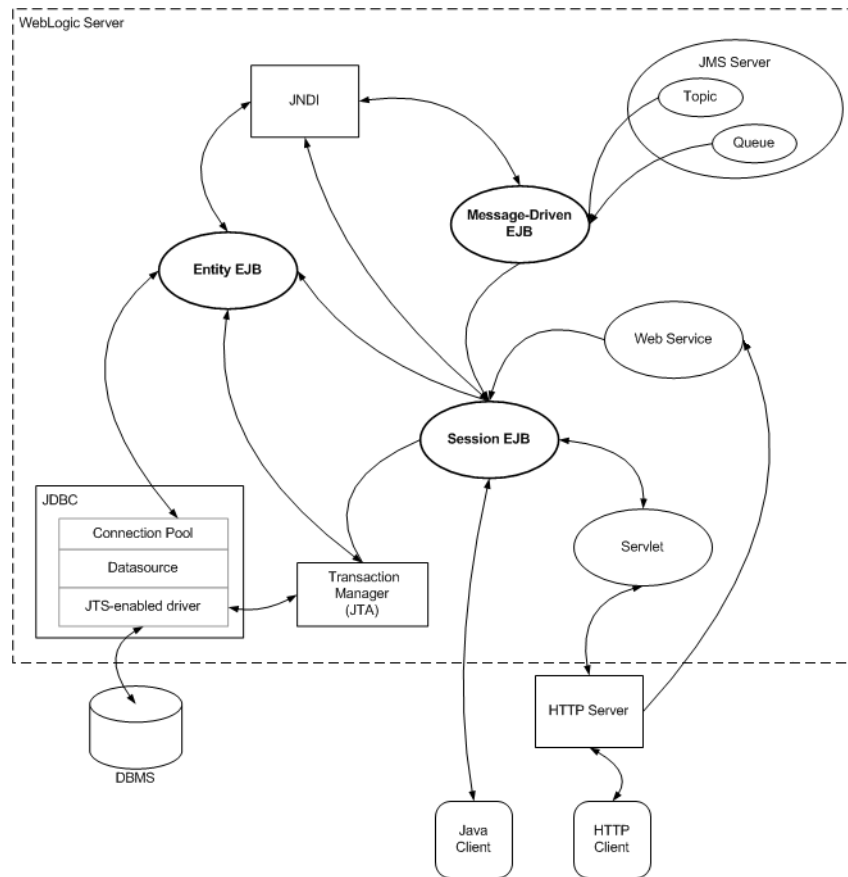 WebLogic Server
JMS Server
JNDI
Topic
Queue
Message-Driven
EJB
Entity EJB
Web Service
Session EJB
JDBC
Connection Pool
Datasource
JTS-enabled driver
Transaction
Manager
(JTA)
Servlet
HTTP Server
DBMS
Java
Client
HTTP
Client